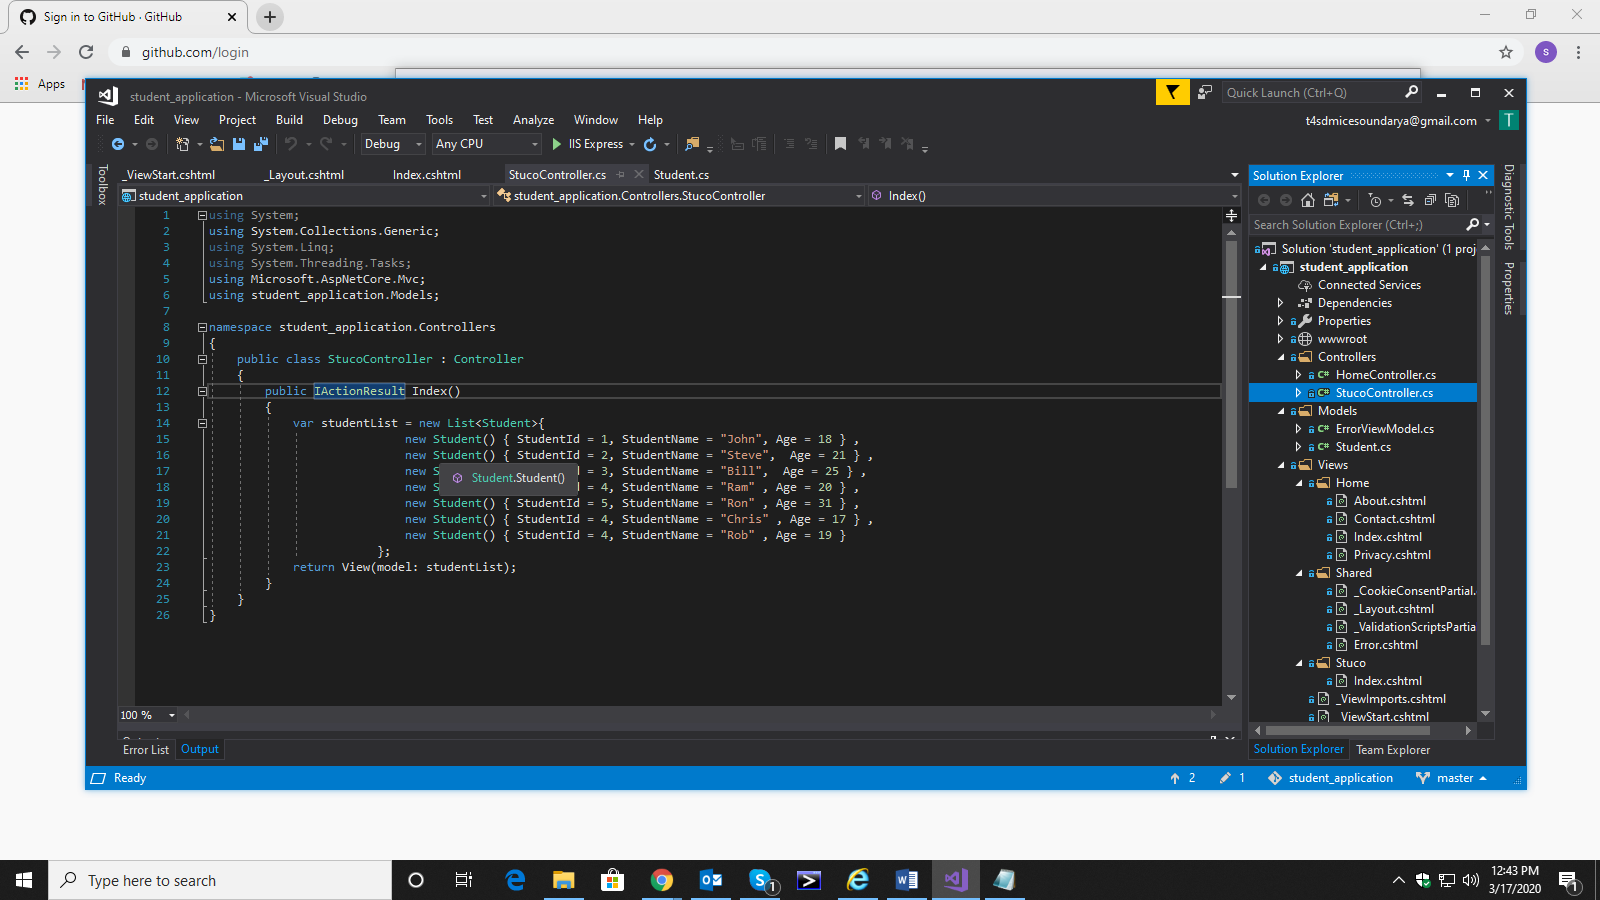 Sign in to GitHub · GitHub
github.com/login
S
Apps
student_application - Microsoft Visual Studio
Quick Launch (Ctrl+Q)
File Edit View Project Build Debug Team Tools Test Analyze Window Help
t4sdmicesoundarya@gmail.com
T
Debug Any CPU IIS Express
Toolbox
_ViewStart.cshtml _Layout.cshtml Index.cshtml StucoController.cs Student.cs
student_application student_application.Controllers.StucoController Index()
1 using System;
2 using System.Collections.Generic;
3 using System.Linq;
4 using System.Threading.Tasks;
5 using Microsoft.AspNetCore.Mvc;
6 using student_application.Models;
7
8 namespace student_application.Controllers
9 {
10 public class StucoController : Controller
11 {
12 public IActionResult Index()
13 {
14 var studentList = new List<Student>{
15 new Student() { StudentId = 1, StudentName = "John", Age = 18 } ,
16 new Student() { StudentId = 2, StudentName = "Steve",  Age = 21 } ,
17 new S = 3, StudentName = "Bill",  Age = 25 } ,
Student.Student()
18 new S = 4, StudentName = "Ram" , Age = 20 } ,
19 new Student() { StudentId = 5, StudentName = "Ron" , Age = 31 } ,
20 new Student() { StudentId = 4, StudentName = "Chris" , Age = 17 } ,
21 new Student() { StudentId = 4, StudentName = "Rob" , Age = 19 }
22 };
23 return View(model: studentList);
24 }
25 }
26 }
100 %
Error List Output
Solution Explorer
Search Solution Explorer (Ctrl+;)
Solution 'student_application' (1 proj
student_application
Connected Services
Dependencies
Properties
wwwroot
Controllers
C# HomeController.cs
C# StucoController.cs
Models
C# ErrorViewModel.cs
C# Student.cs
Views
Home
About.cshtml
Contact.cshtml
Index.cshtml
Privacy.cshtml
Shared
_CookieConsentPartial.
_Layout.cshtml
_ValidationScriptsPartia
Error.cshtml
Stuco
Index.cshtml
_ViewImports.cshtml
_ViewStart.cshtml
Solution Explorer Team Explorer
Diagnostic Tools
Properties
Ready
2 1 student_application master
Type here to search
1
12:43 PM
3/17/2020
1